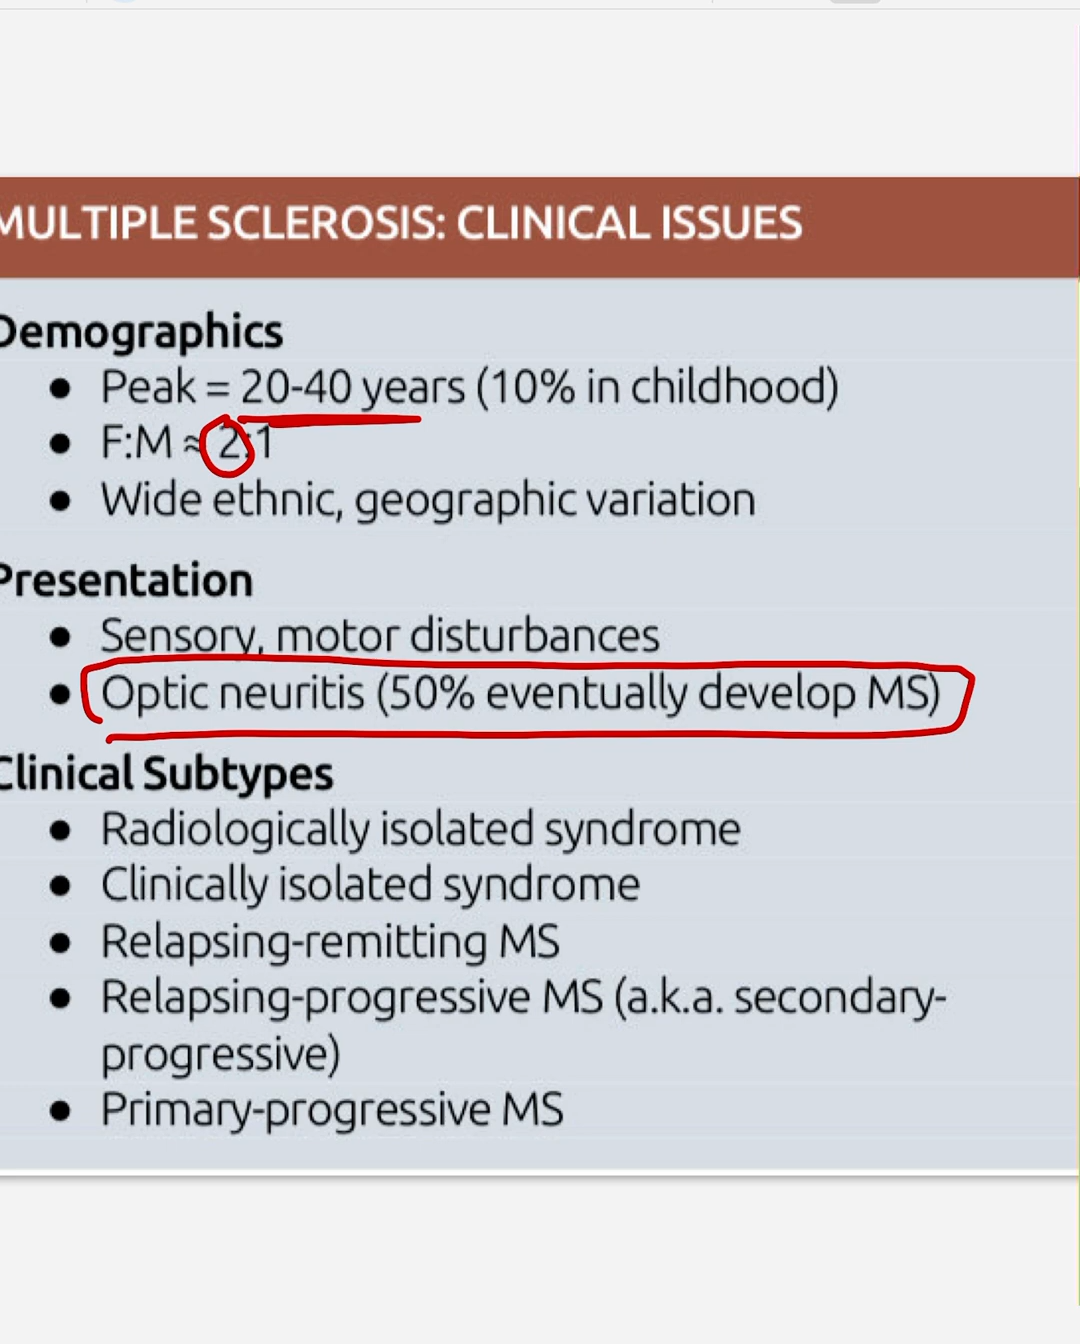 MULTIPLE SCLEROSIS: CLINICAL ISSUES
Demographics
● Peak = 20-40 years (10% in childhood)
● F:M ≈ 2:1
● Wide ethnic, geographic variation
Presentation
● Sensory, motor disturbances
● Optic neuritis (50% eventually develop MS)
Clinical Subtypes
● Radiologically isolated syndrome
● Clinically isolated syndrome
● Relapsing-remitting MS
● Relapsing-progressive MS (a.k.a. secondary-
progressive)
● Primary-progressive MS